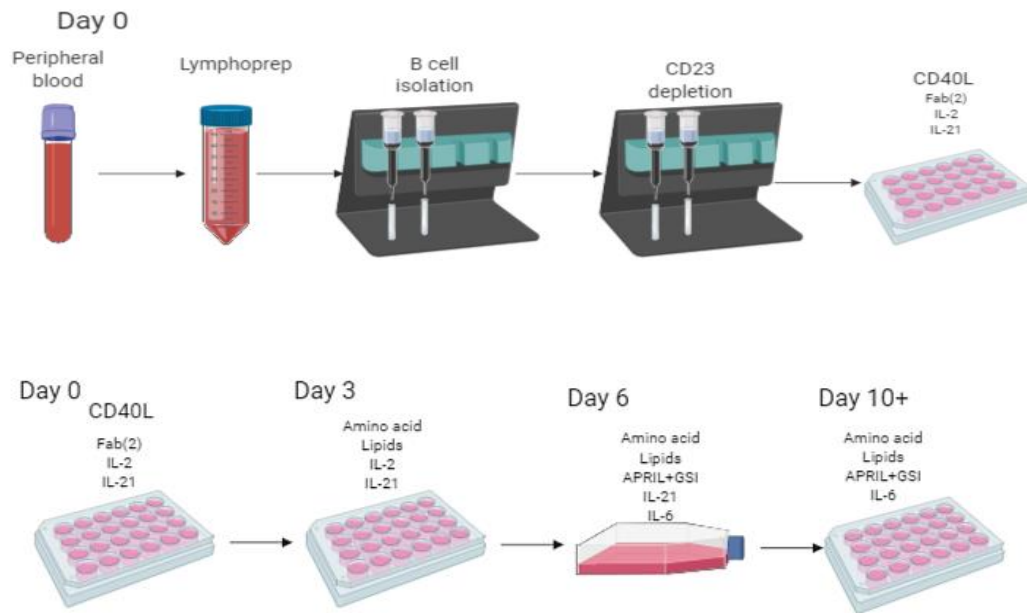 Day 0
Peripheral
blood
Lymphoprep
B cell
isolation
CD23
depletion
CD40L
Fab(2)
IL-2
IL-21
Day 0
CD40L
Fab(2)
IL-2
IL-21
Day 3
Amino acid
Lipids
IL-2
IL-21
Day 6
Amino acid
Lipids
APRIL+GSI
IL-21
IL-6
Day 10+
Amino acid
Lipids
APRIL+GSI
IL-6